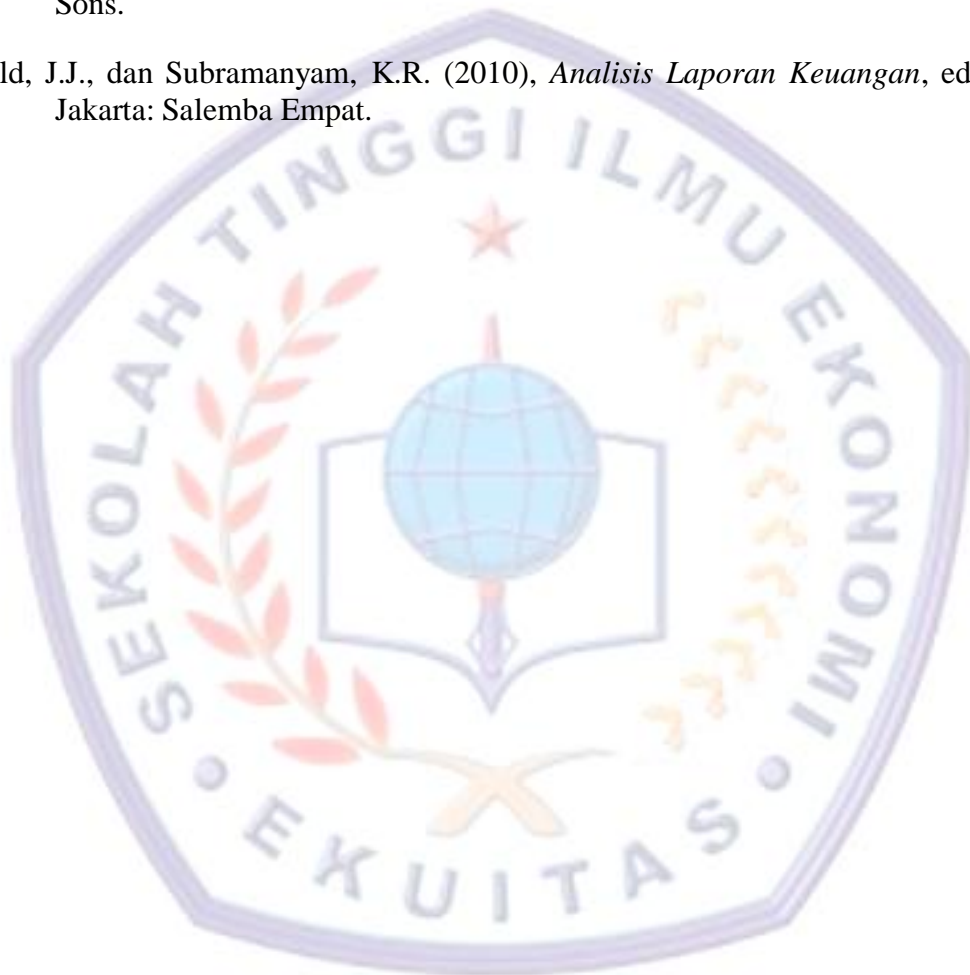 Sons.
ld, J.J., dan Subramanyam, K.R. (2010), Analisis Laporan Keuangan, ed
Jakarta: Salemba Empat.
SEKOLAH TINGGI ILMU EKONOMI
EKUITAS